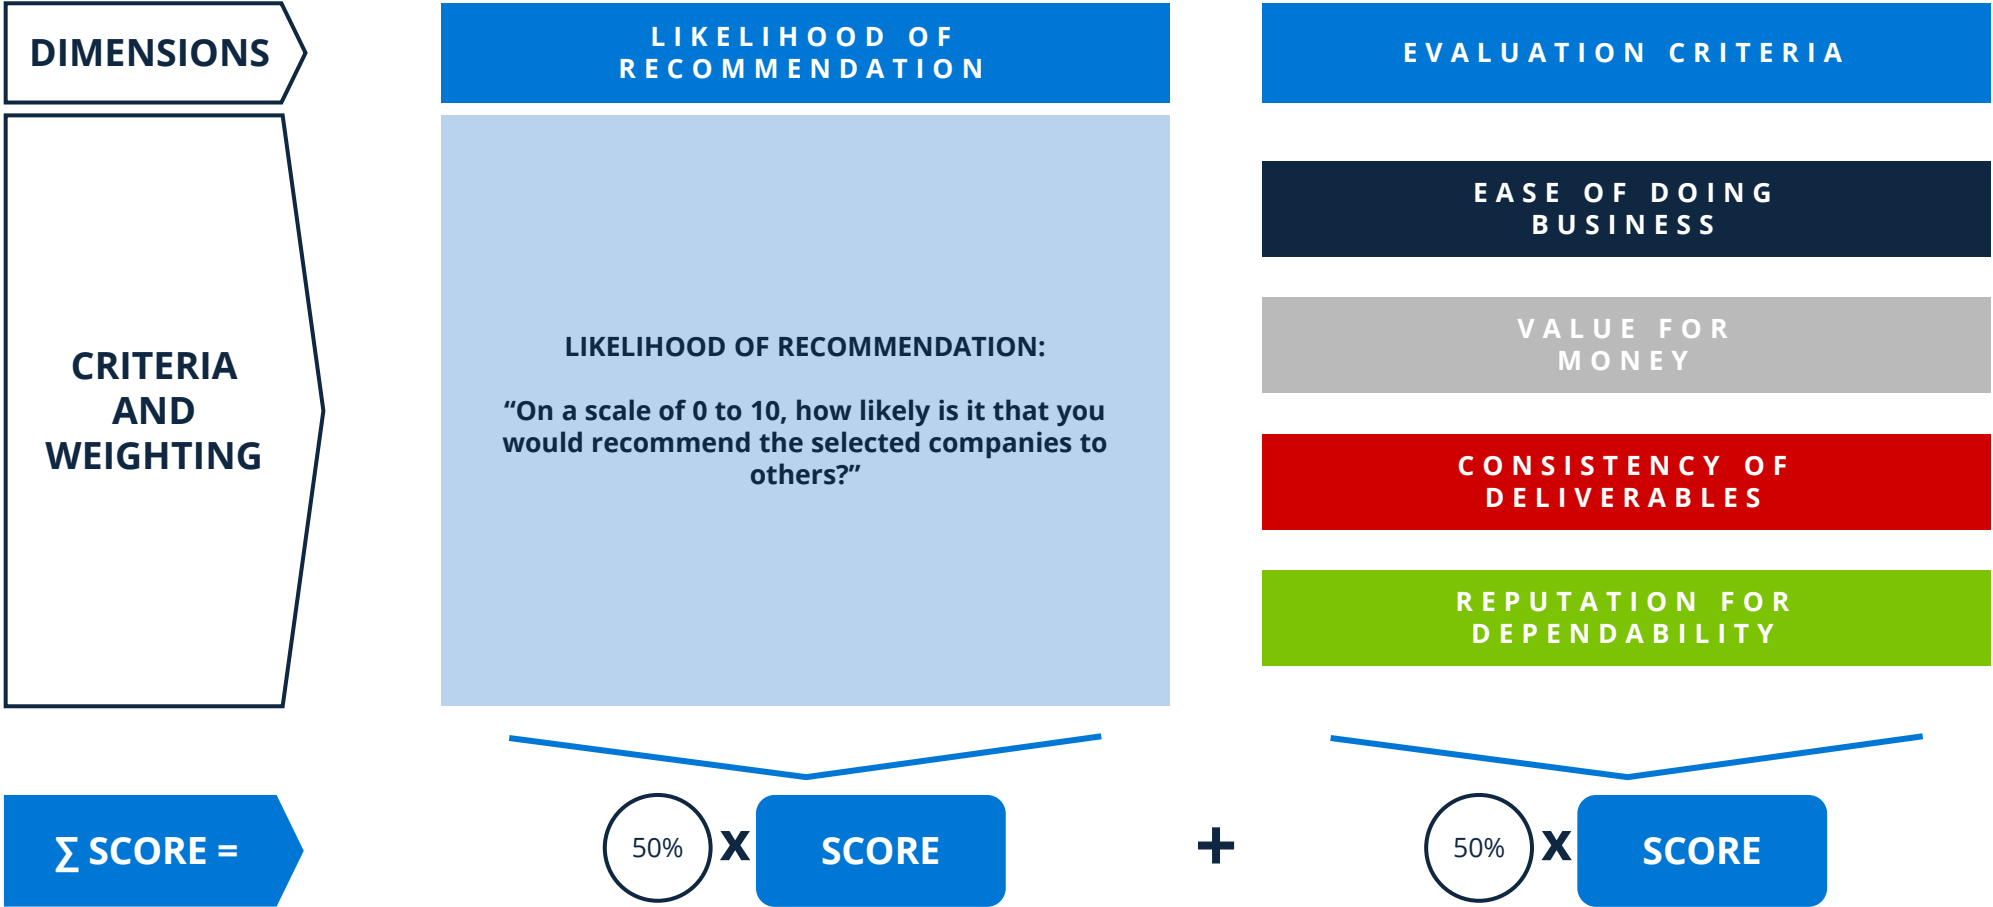 DIMENSIONS
LIKELIHOOD OF
RECOMMENDATION
EVALUATION CRITERIA
CRITERIA
AND
WEIGHTING
LIKELIHOOD OF RECOMMENDATION:
“On a scale of 0 to 10, how likely is it that you
would recommend the selected companies to
others?”
EASE OF DOING
BUSINESS
VALUE FOR
MONEY
CONSISTENCY OF
DELIVERABLES
REPUTATION FOR
DEPENDABILITY
∑ SCORE =
50% x SCORE
+
50% x SCORE